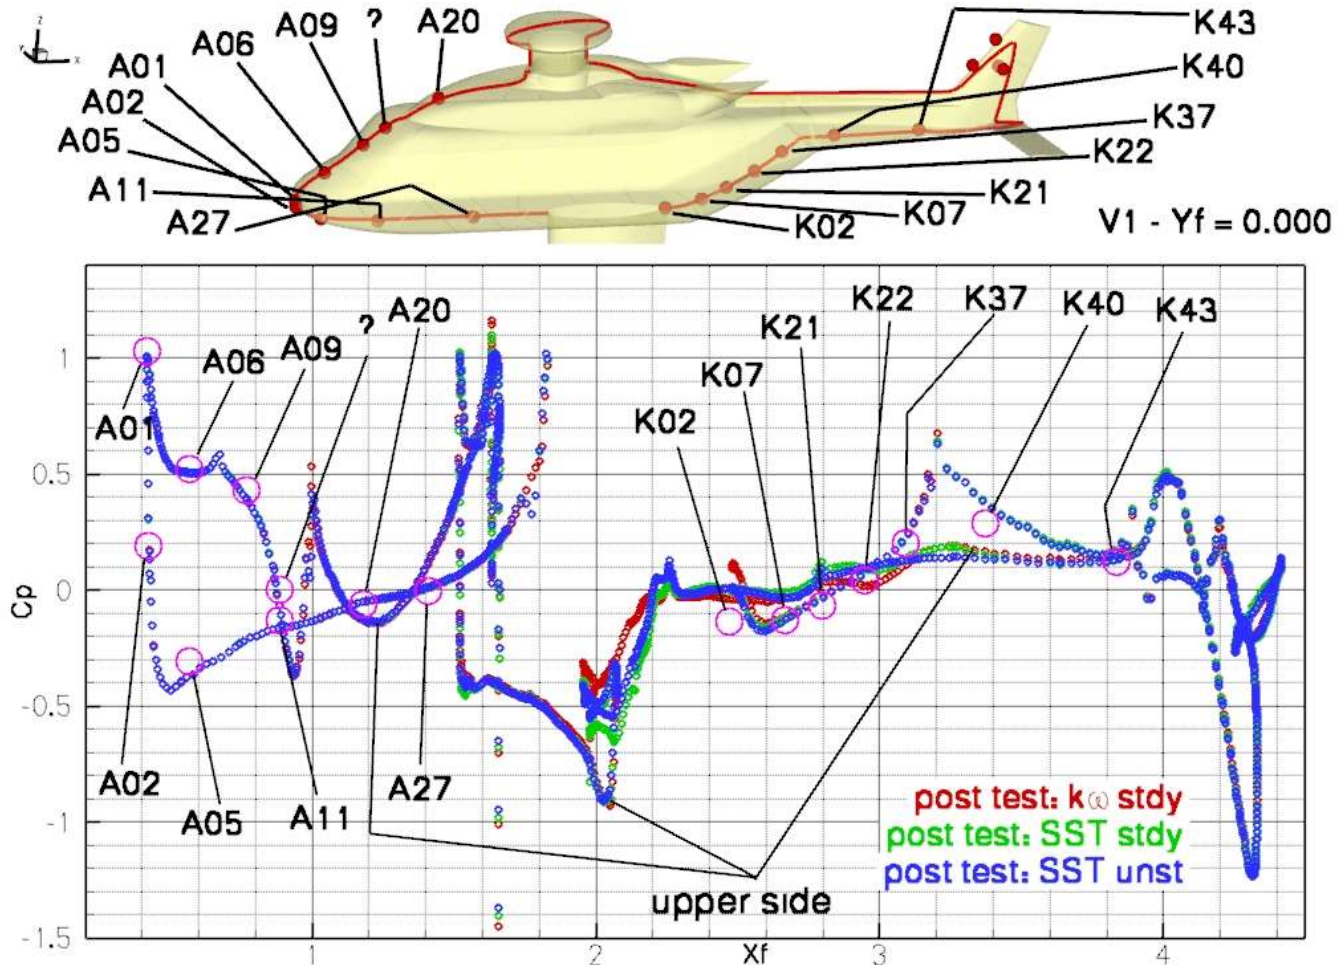 z
x
A20
?
A09
A06
A01
A02
A05
A11
A27
K43
K40
K37
K22
K21
K07
K02
V1 - Yf = 0.000
A20
?
A09
A06
A01
K22
K37
K40
K43
K21
K07
K02
1
0.5
0
-0.5
-1
-1.5
Cp
A02
A05
A11
A27
post test: kω stdy
post test: SST stdy
post test: SST unst
upper side
1
2
3
4
Xf